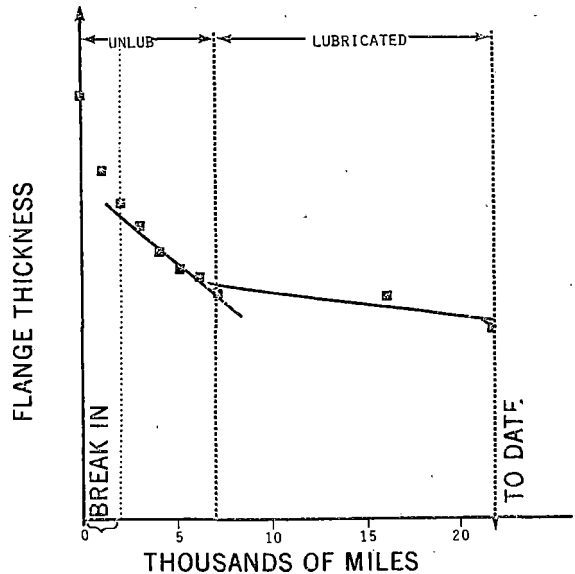 UNLUB
LUBRICATED
FLANGE THICKNESS
BREAK IN
TO DATE.
0 5 10 15 20
THOUSANDS OF MILES